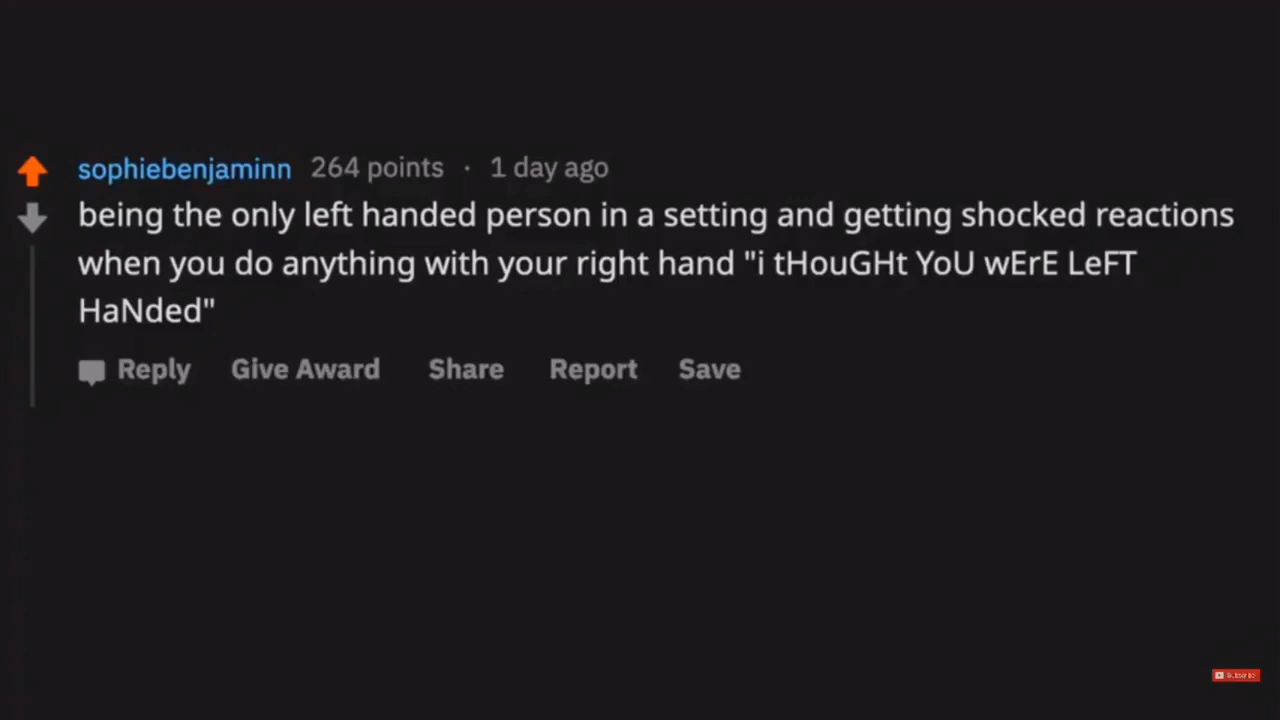 sophiebenjaminn 264 points · 1 day ago
being the only left handed person in a setting and getting shocked reactions
when you do anything with your right hand "i tHouGHt YoU wErE LeFT
HaNded"
Reply Give Award Share Report Save